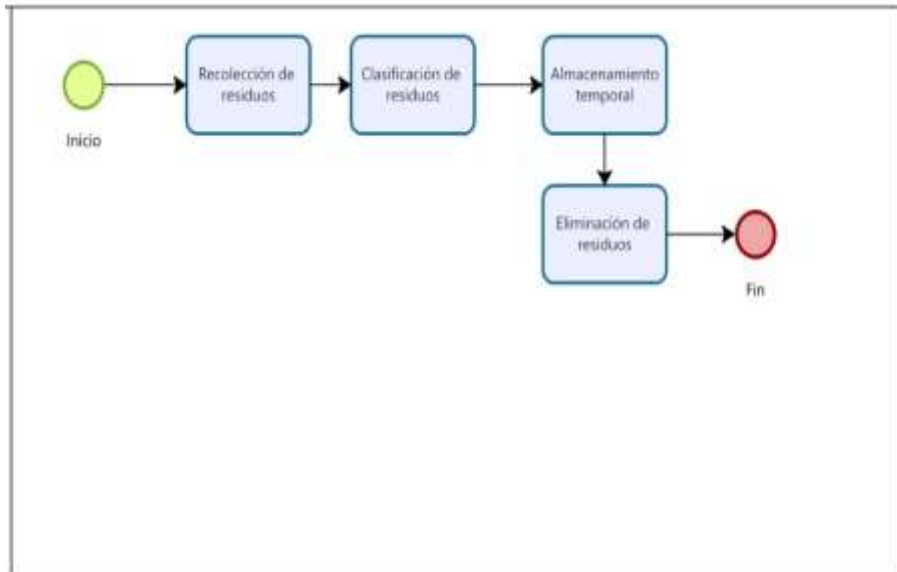 Recolección de
residuos
Clasificación de
residuos
Almacenamiento
temporal
Inicio
Eliminación de
residuos
Fin